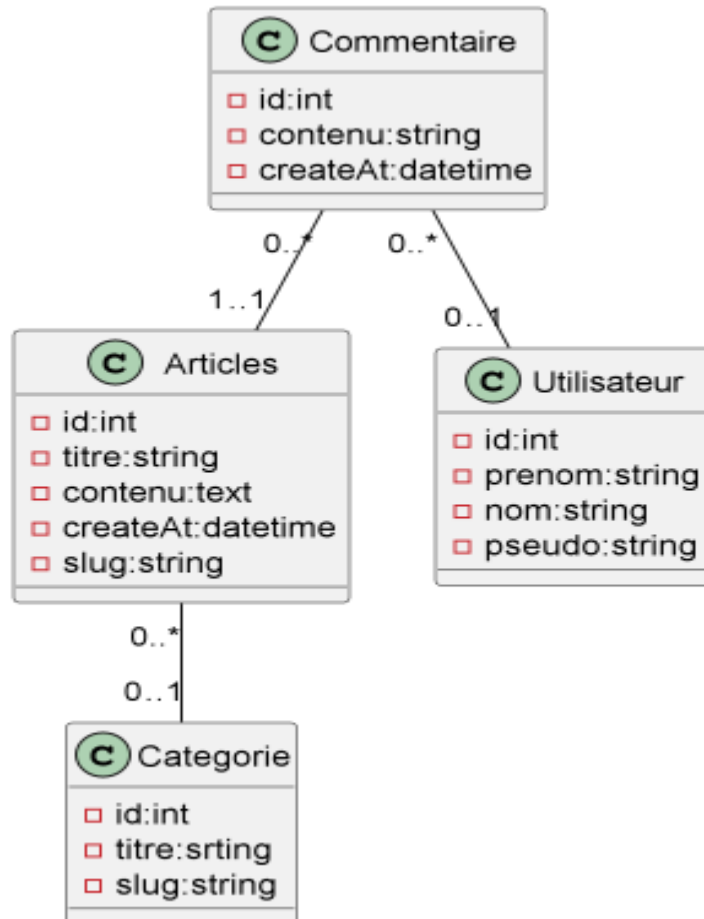 C Commentaire
id:int
contenu:string
createAt:datetime
0..*
0..*
1..1
0..1
C Articles
id:int
titre:string
contenu:text
createAt:datetime
slug:string
C Utilisateur
id:int
prenom:string
nom:string
pseudo:string
0..*
0..1
C Categorie
id:int
titre:srting
slug:string